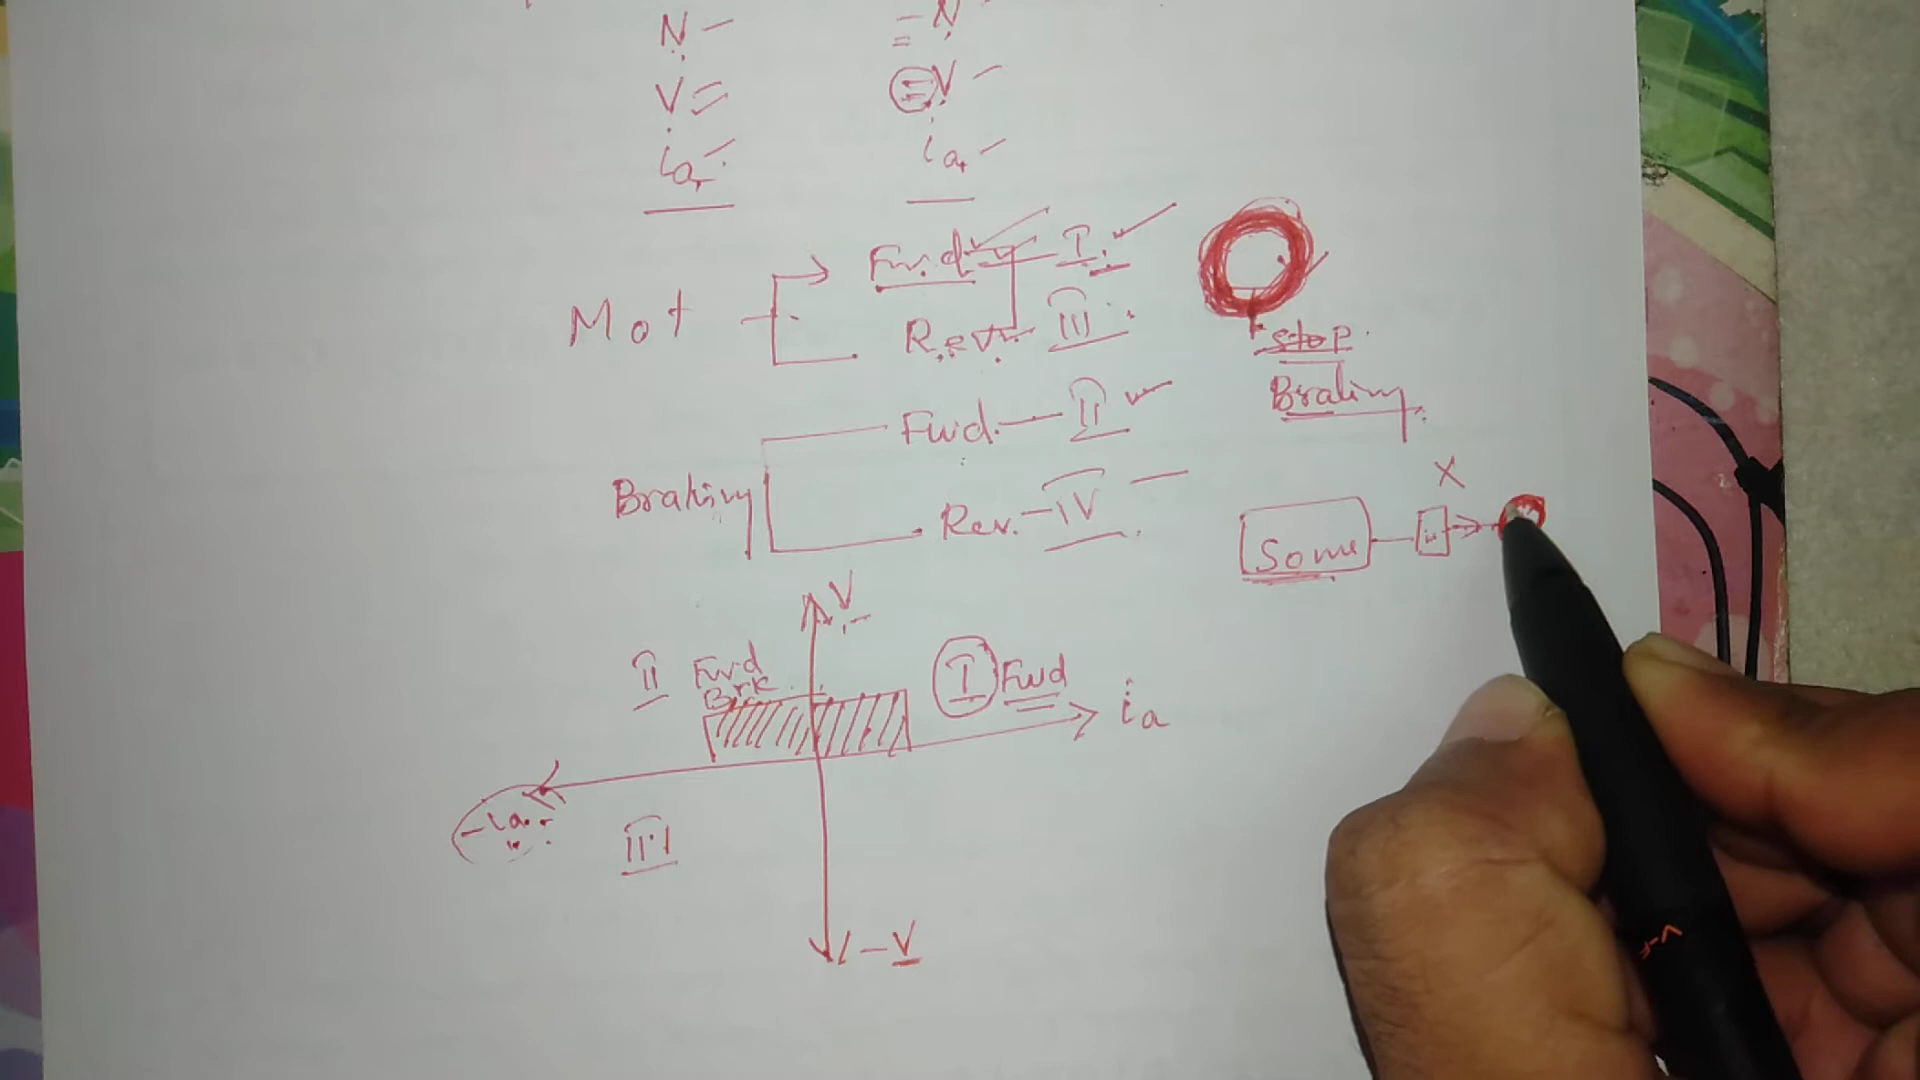 N - = N
V = = V -
ia - ia -
Fwd - I
Mot
Rev - III
stop
Braking
Fwd. - II
Braking
Rev. - IV
X
V
II Fwd I Fwd
Brk
ia
- ia
III
- V
V-F